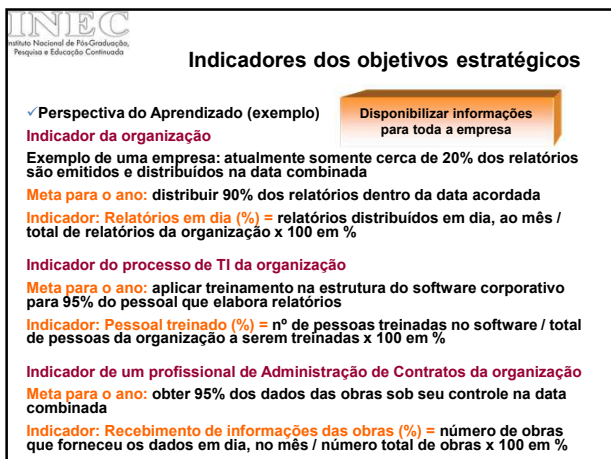 INEC
Instituto Nacional de Pós-Graduação,
Pesquisa e Educação Continuada
Indicadores dos objetivos estratégicos
✓Perspectiva do Aprendizado (exemplo)
Disponibilizar informações
para toda a empresa
Indicador da organização
Exemplo de uma empresa: atualmente somente cerca de 20% dos relatórios
são emitidos e distribuídos na data combinada
Meta para o ano: distribuir 90% dos relatórios dentro da data acordada
Indicador: Relatórios em dia (%) = relatórios distribuídos em dia, ao mês /
total de relatórios da organização x 100 em %
Indicador do processo de TI da organização
Meta para o ano: aplicar treinamento na estrutura do software corporativo
para 95% do pessoal que elabora relatórios
Indicador: Pessoal treinado (%) = nº de pessoas treinadas no software / total
de pessoas da organização a serem treinadas x 100 em %
Indicador de um profissional de Administração de Contratos da organização
Meta para o ano: obter 95% dos dados das obras sob seu controle na data
combinada
Indicador: Recebimento de informações das obras (%) = número de obras
que forneceu os dados em dia, no mês / número total de obras x 100 em %